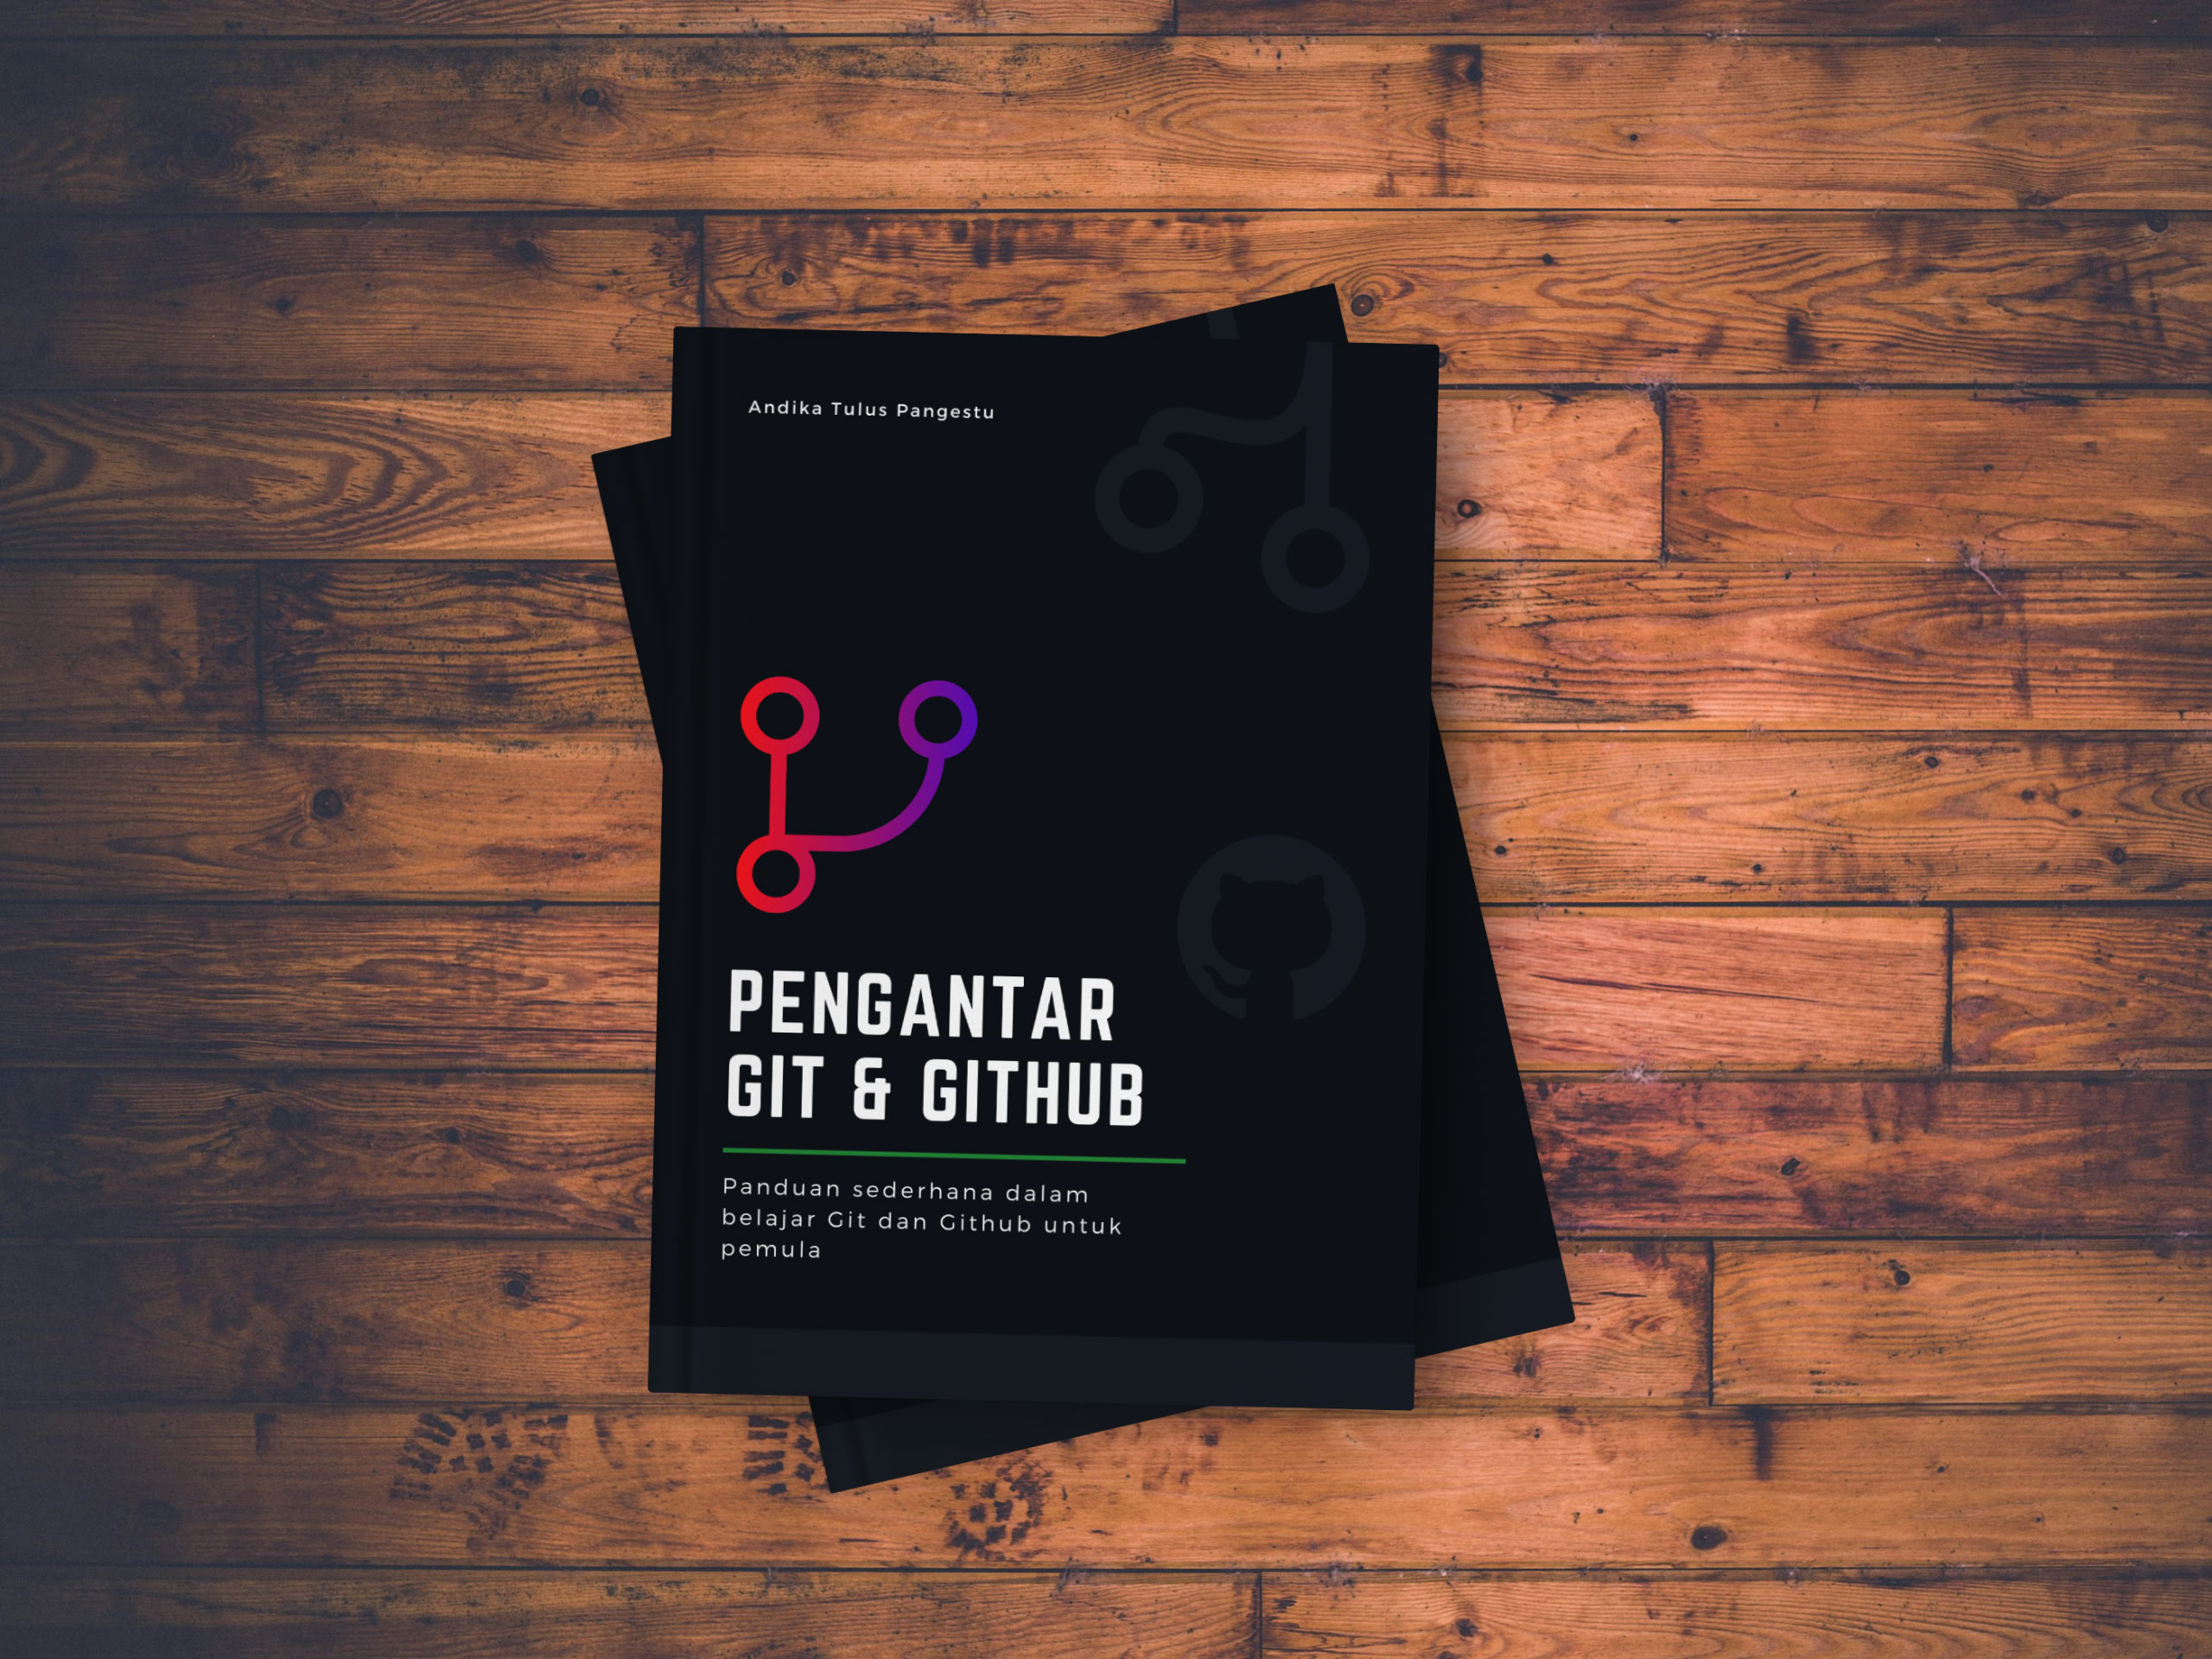 Andika Tulus Pangestu
PENGANTAR
GIT & GITHUB
Panduan sederhana dalam
belajar Git dan Github untuk
pemula